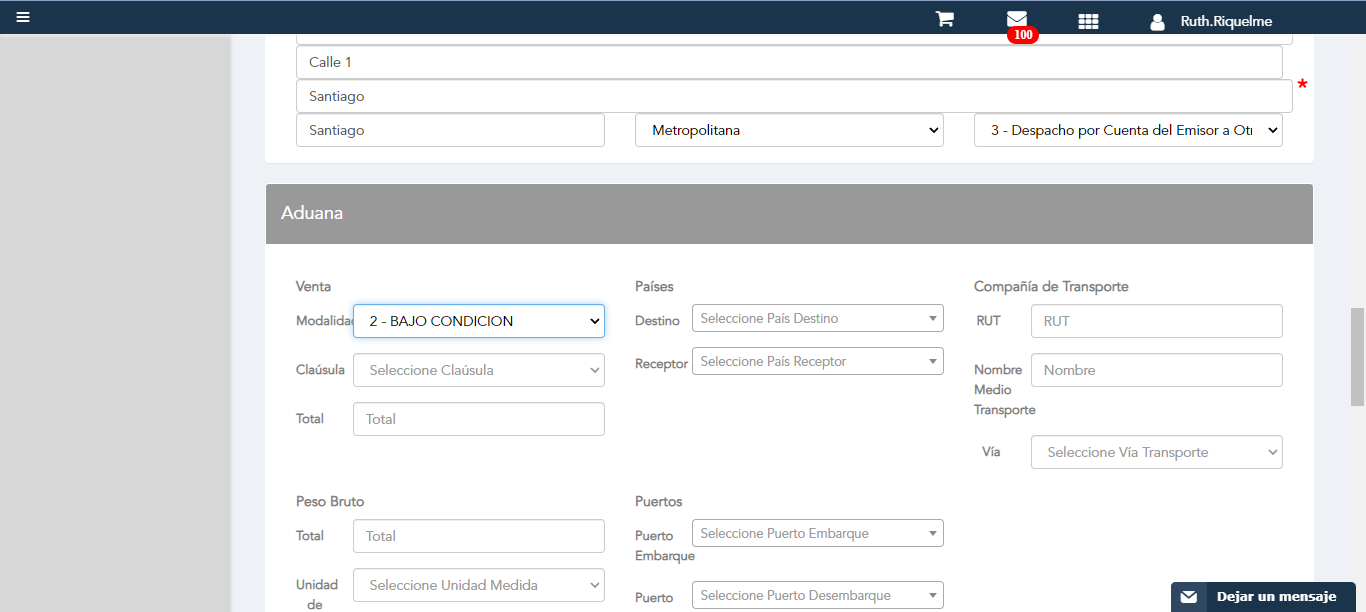 Ruth.Riquelme
100
Calle 1
Santiago
*
Santiago
Metropolitana
3 - Despacho por Cuenta del Emisor a Otr
Aduana
Venta
Modalidad
2 - BAJO CONDICION
Claúsula
Seleccione Claúsula
Total
Total
Países
Destino
Seleccione País Destino
Receptor
Seleccione País Receptor
Compañía de Transporte
RUT
RUT
Nombre
Medio
Transporte
Nombre
Vía
Seleccione Vía Transporte
Peso Bruto
Total
Total
Unidad
de
Seleccione Unidad Medida
Puertos
Puerto
Embarque
Seleccione Puerto Embarque
Puerto
Seleccione Puerto Desembarque
Dejar un mensaje